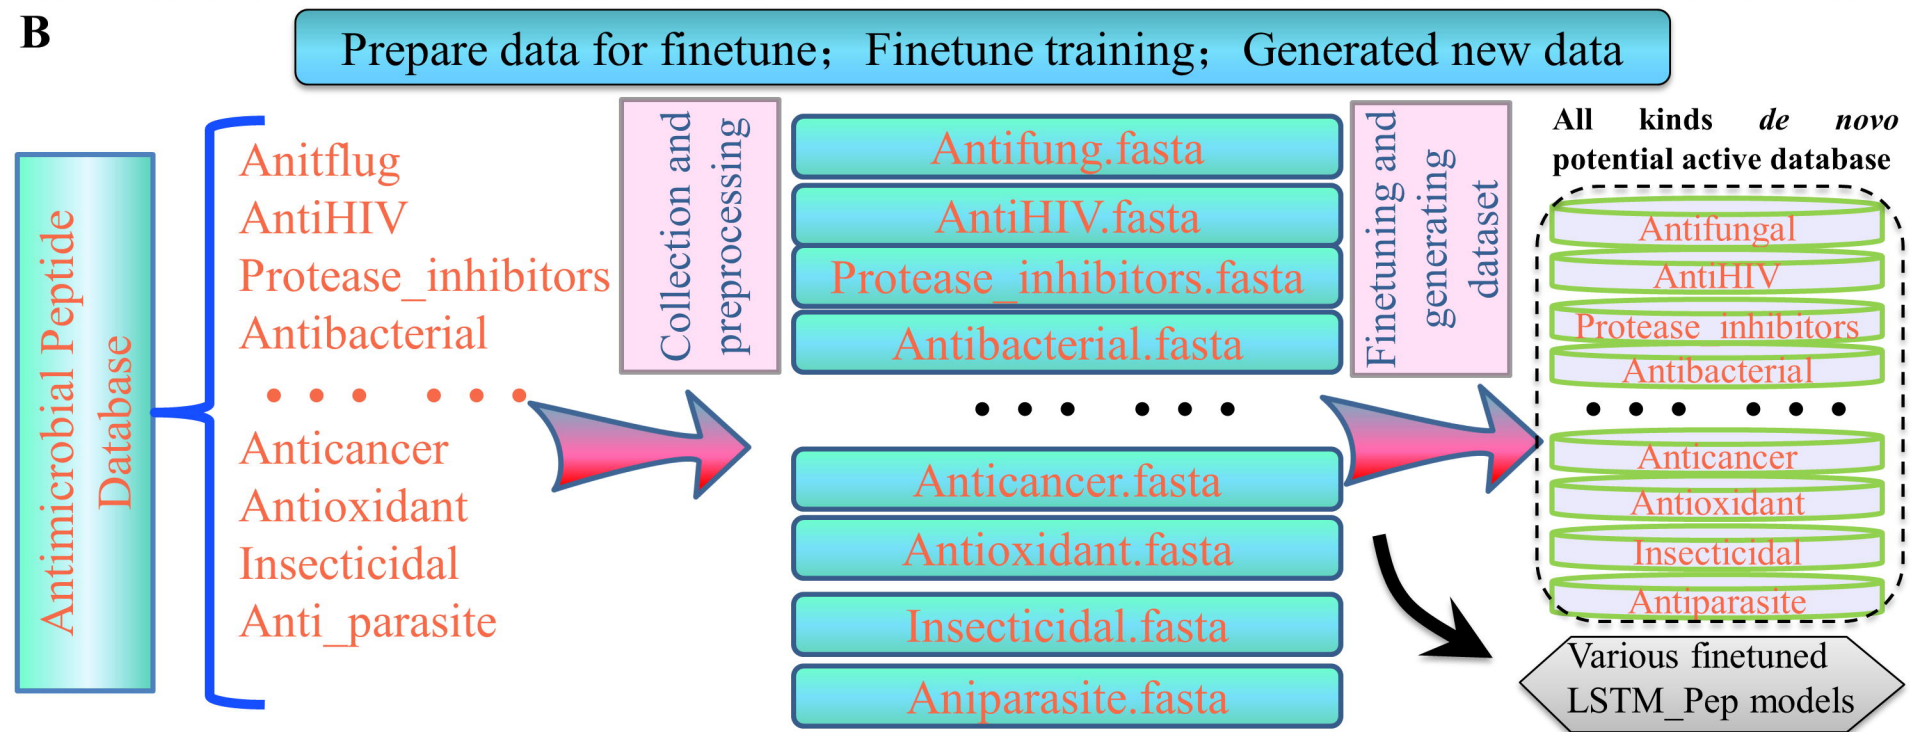 B
Prepare data for finetune；Finetune training；Generated new data
Antimicrobial Peptide
Database
Anitflug
AntiHIV
Protease_inhibitors
Antibacterial
• • •  • • •
Anticancer
Antioxidant
Insecticidal
Anti_parasite
Collection and
preprocessing
Antifung.fasta
AntiHIV.fasta
Protease_inhibitors.fasta
Antibacterial.fasta
• • •  • • •
Anticancer.fasta
Antioxidant.fasta
Insecticidal.fasta
Aniparasite.fasta
Finetuning and
generating
dataset
All kinds de novo
potential active database
Antifungal
AntiHIV
Protease_inhibitors
Antibacterial
• • •  • • •
Anticancer
Antioxidant
Insecticidal
Antiparasite
Various finetuned
LSTM_Pep models